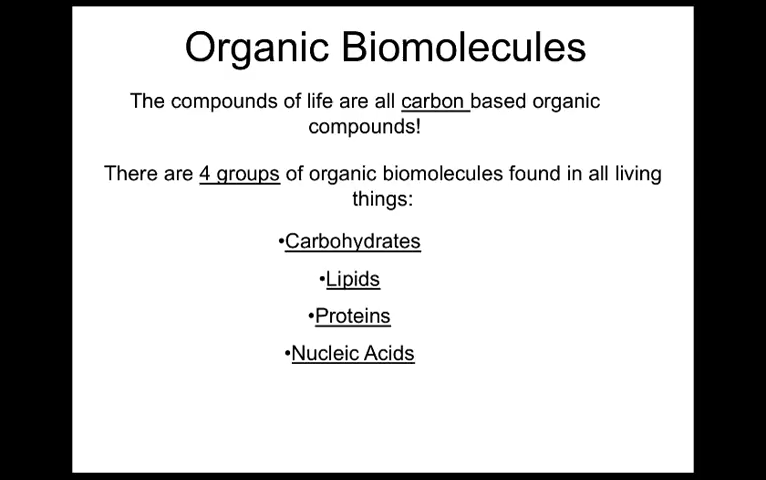 Organic Biomolecules
The compounds of life are all carbon based organic
compounds!
There are 4 groups of organic biomolecules found in all living
things:
•Carbohydrates
•Lipids
•Proteins
•Nucleic Acids